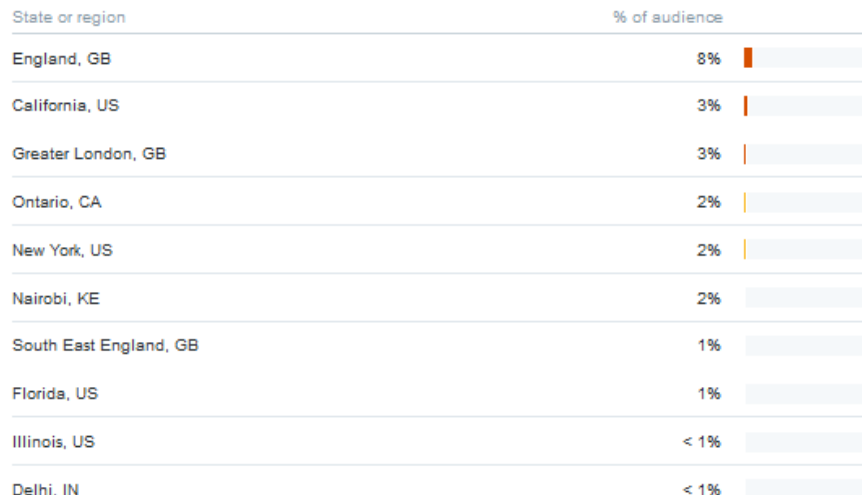 State or region % of audience
England, GB 8%
California, US 3%
Greater London, GB 3%
Ontario, CA 2%
New York, US 2%
Nairobi, KE 2%
South East England, GB 1%
Florida, US 1%
Illinois, US < 1%
Delhi, IN < 1%